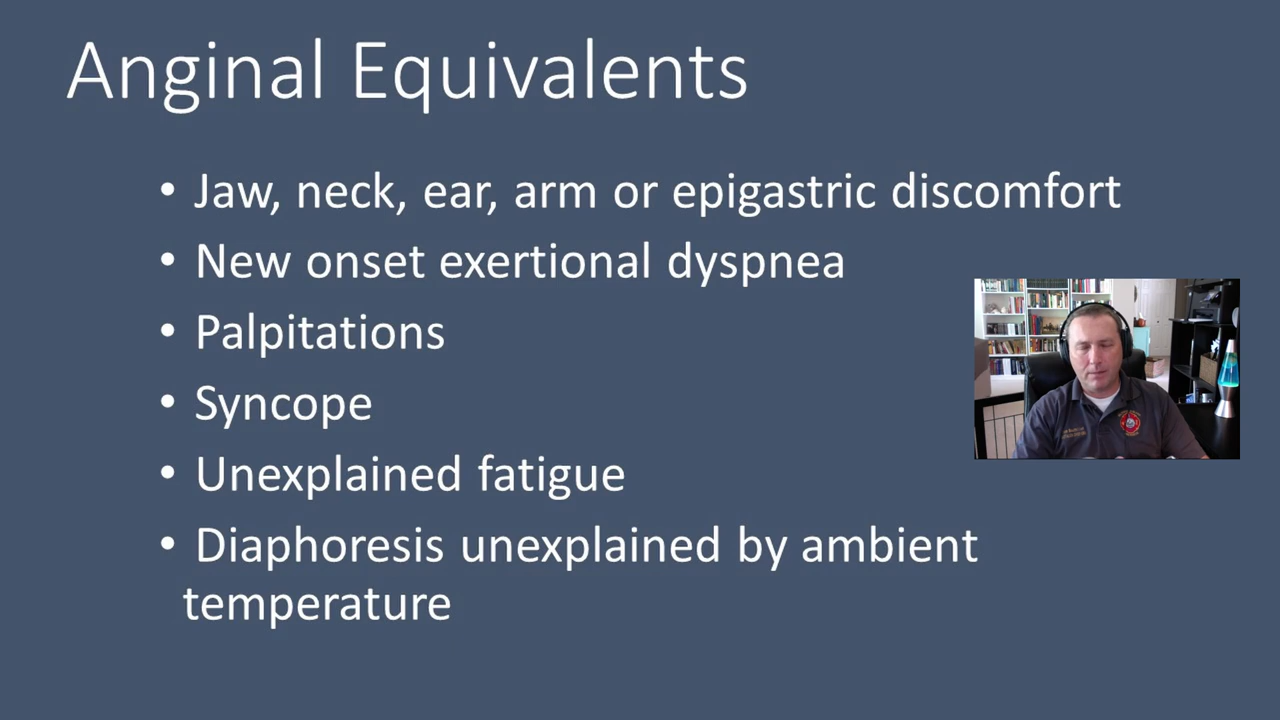 Anginal Equivalents
• Jaw, neck, ear, arm or epigastric discomfort
• New onset exertional dyspnea
• Palpitations
• Syncope
• Unexplained fatigue
• Diaphoresis unexplained by ambient
temperature